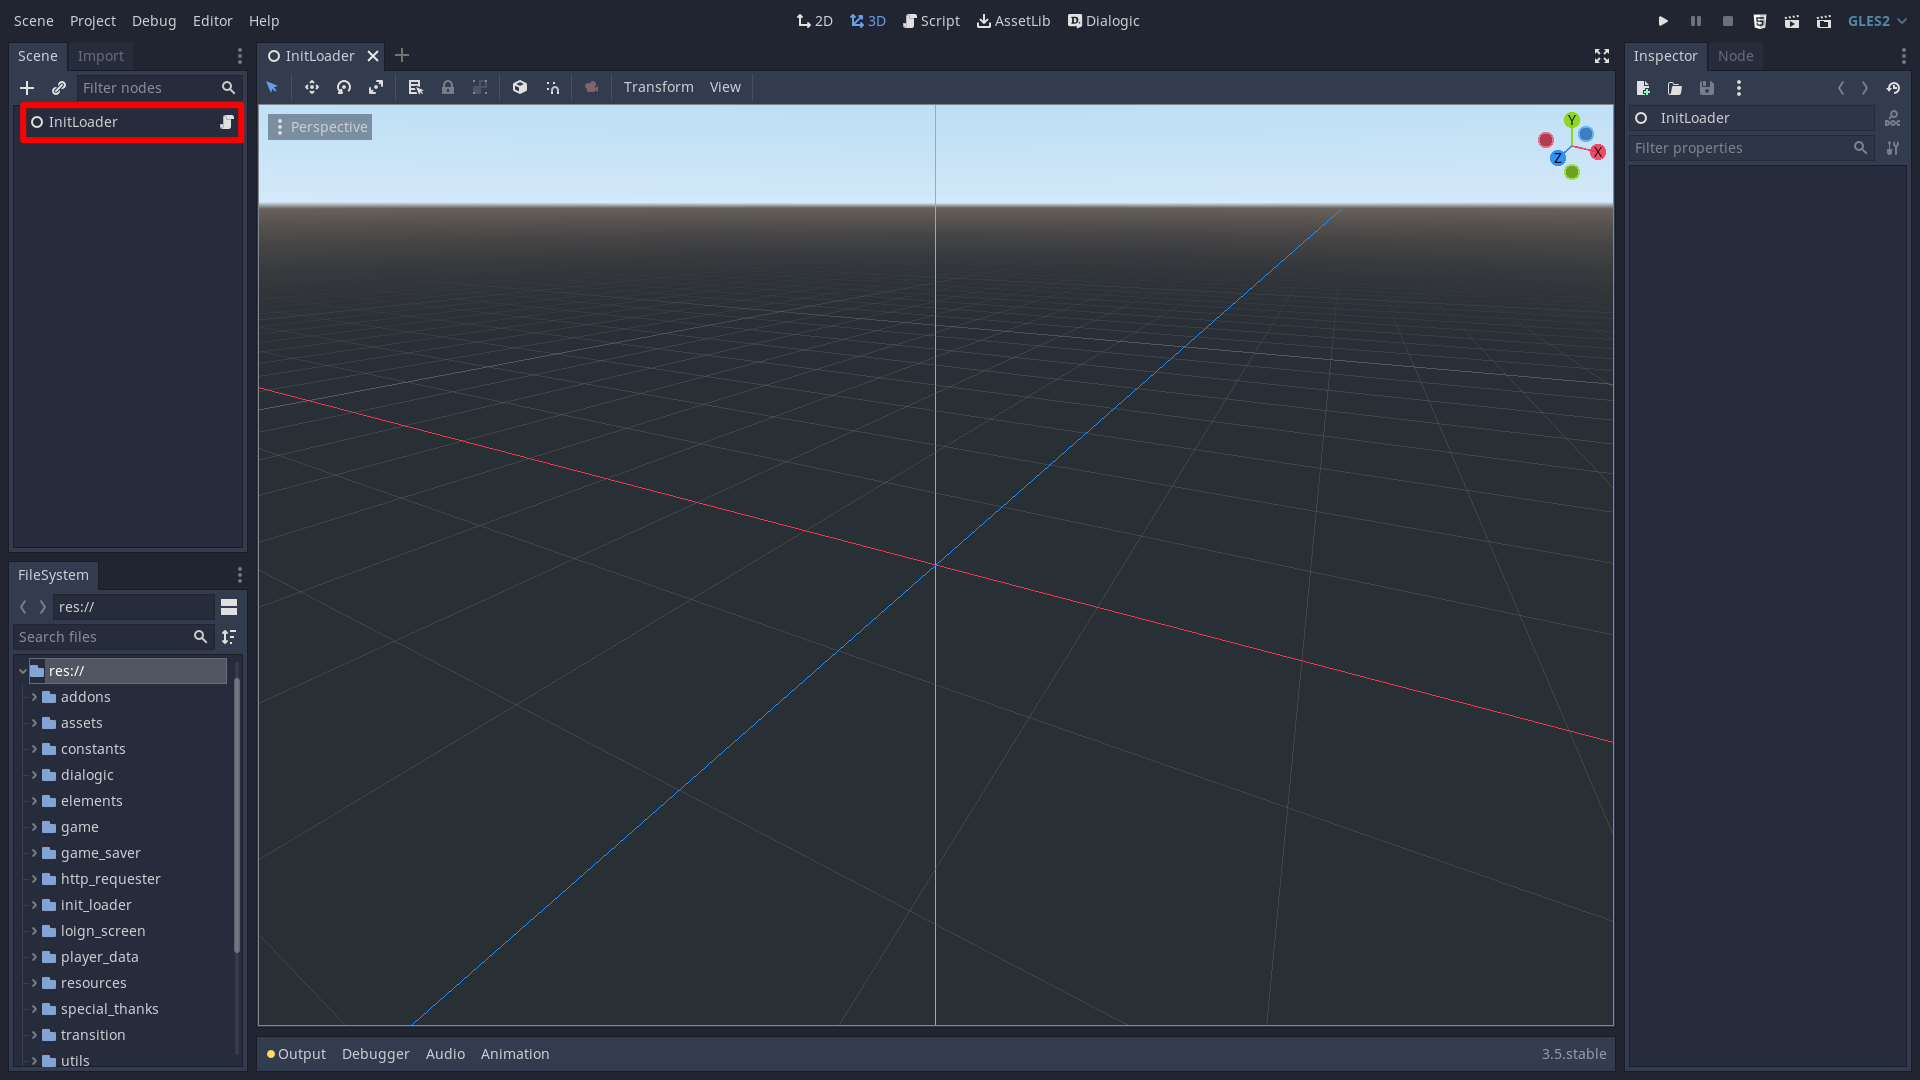 Scene Project Debug Editor Help 2D 3D Script AssetLib Dialogic GLES2
Scene Import
Filter nodes
InitLoader
FileSystem
res://
Search files
res://
addons
assets
constants
dialogic
elements
game
game_saver
http_requester
init_loader
loign_screen
player_data
resources
special_thanks
transition
utils
InitLoader
Transform View
Perspective
Y
Z
X
Output Debugger Audio Animation 3.5.stable
Inspector Node
InitLoader
DOC
Filter properties